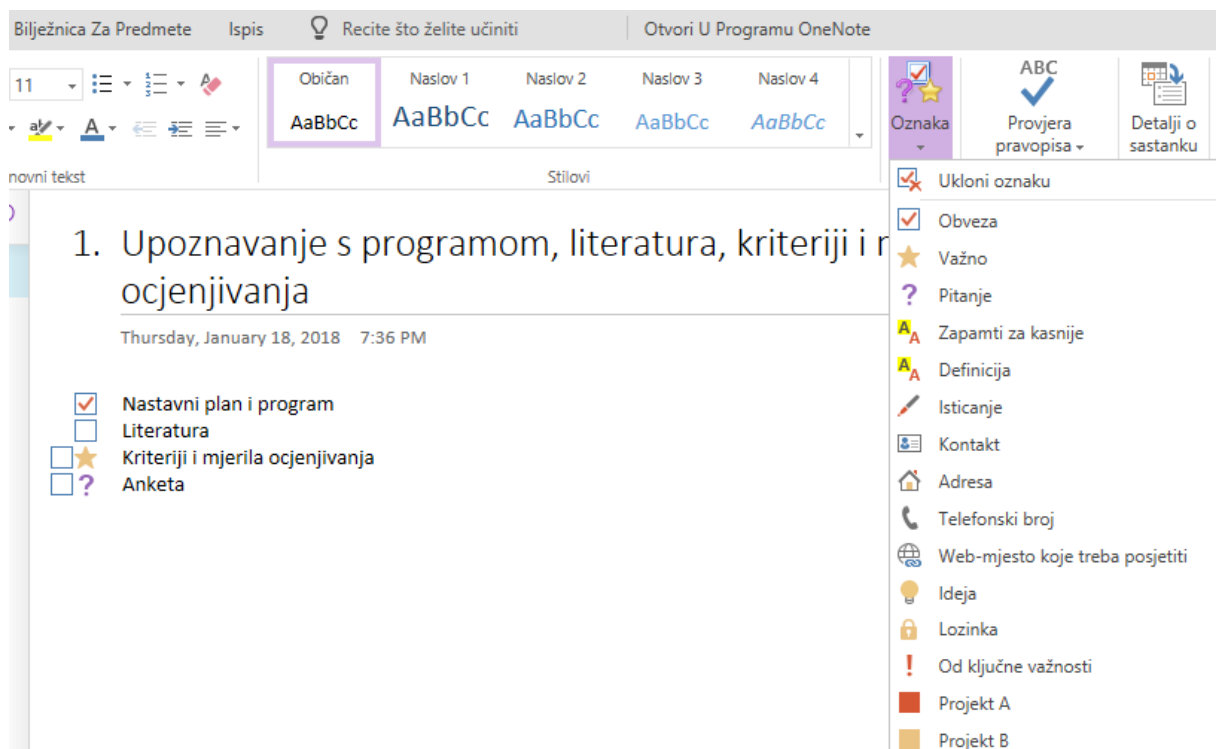 Bilježnica Za Predmete Ispis Recite što želite učiniti Otvori U Programu OneNote
11
Običan Naslov 1 Naslov 2 Naslov 3 Naslov 4
AaBbCc AaBbCc AaBbCc AaBbCc AaBbCc
Stilovi
Oznaka
ABC
Provjera
pravopisa
Detalji o
sastanku
Ukloni oznaku
Obveza
Važno
Pitanje
Zapamti za kasnije
Definicija
Isticanje
Kontakt
Adresa
Telefonski broj
Web-mjesto koje treba posjetiti
Ideja
Lozinka
Od ključne važnosti
Projekt A
Projekt B
1. Upoznavanje s programom, literatura, kriteriji i
ocjenjivanja
Thursday, January 18, 2018 7:36 PM
Nastavni plan i program
Literatura
Kriteriji i mjerila ocjenjivanja
? Anketa